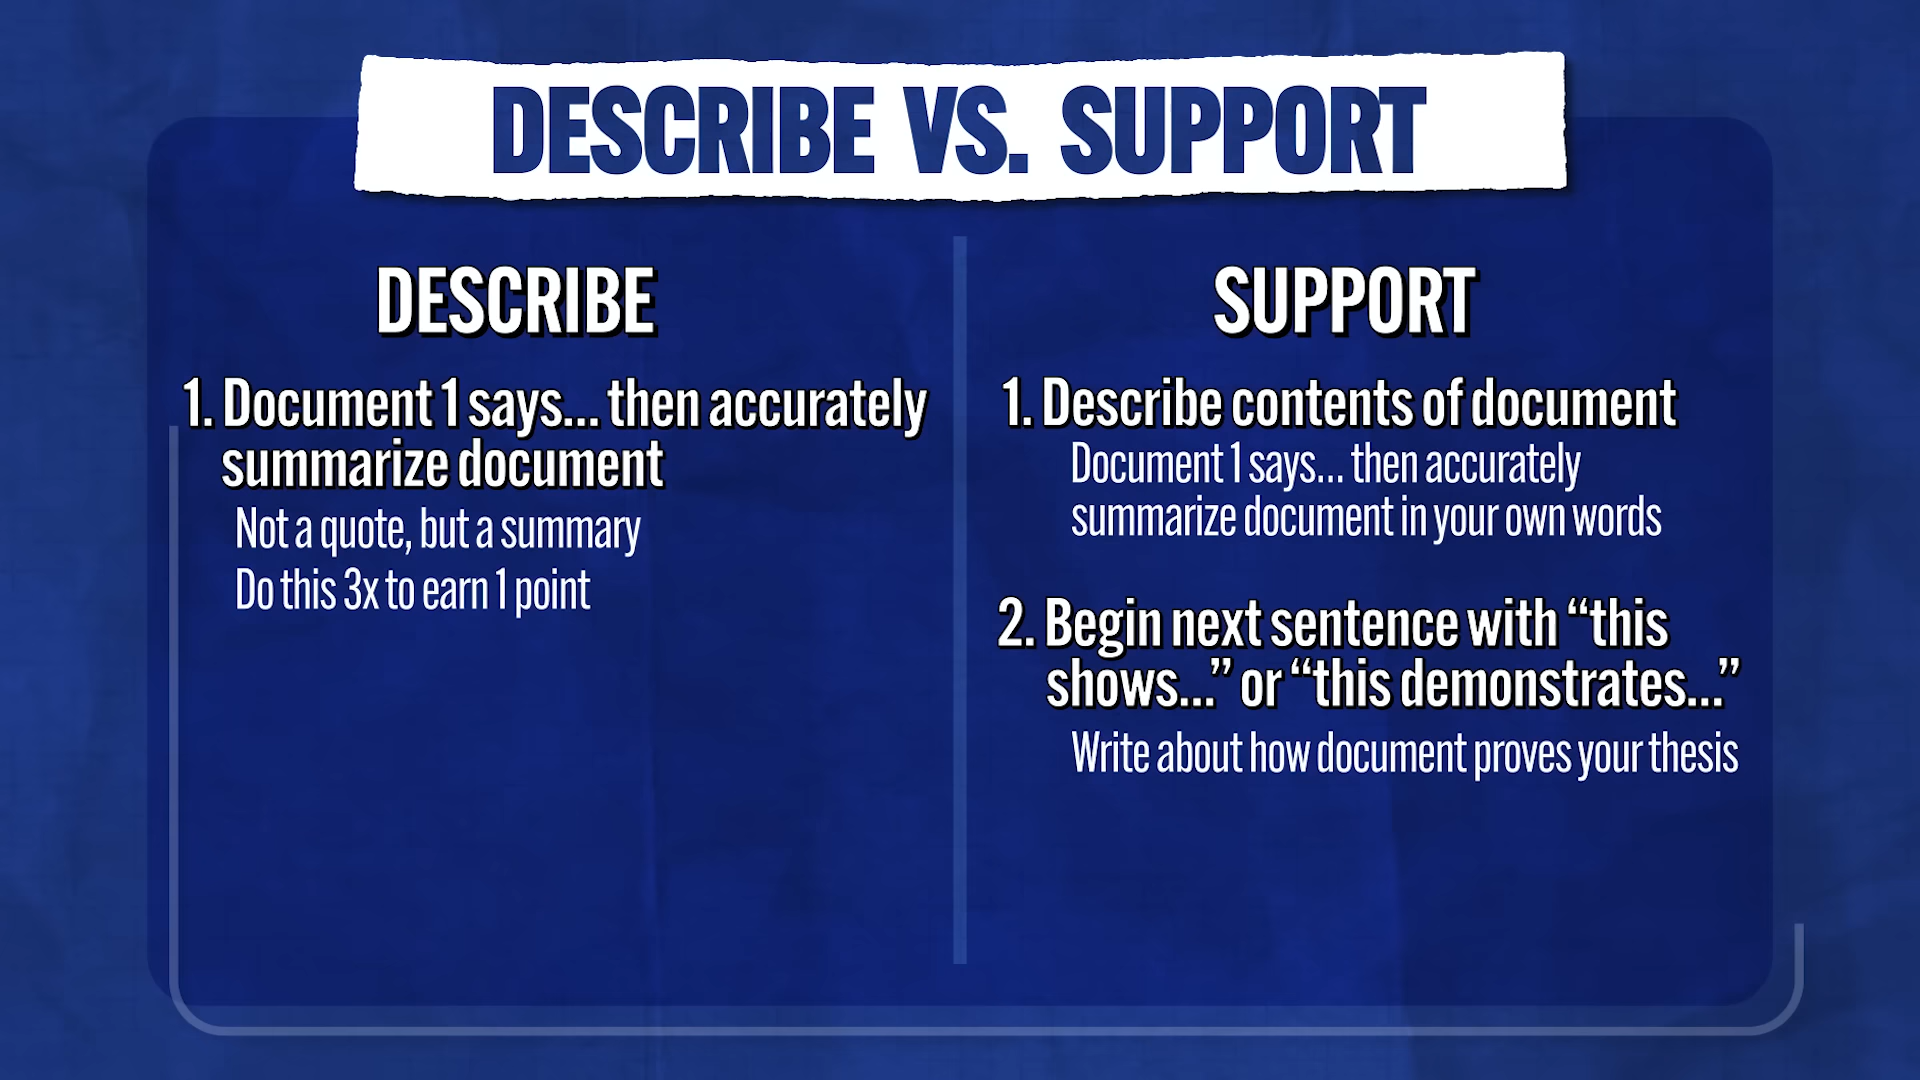 DESCRIBE VS. SUPPORT
DESCRIBE
1. Document 1 says... then accurately
summarize document
Not a quote, but a summary
Do this 3x to earn 1 point
SUPPORT
1. Describe contents of document
Document 1 says... then accurately
summarize document in your own words
2. Begin next sentence with “this
shows...” or “this demonstrates...”
Write about how document proves your thesis